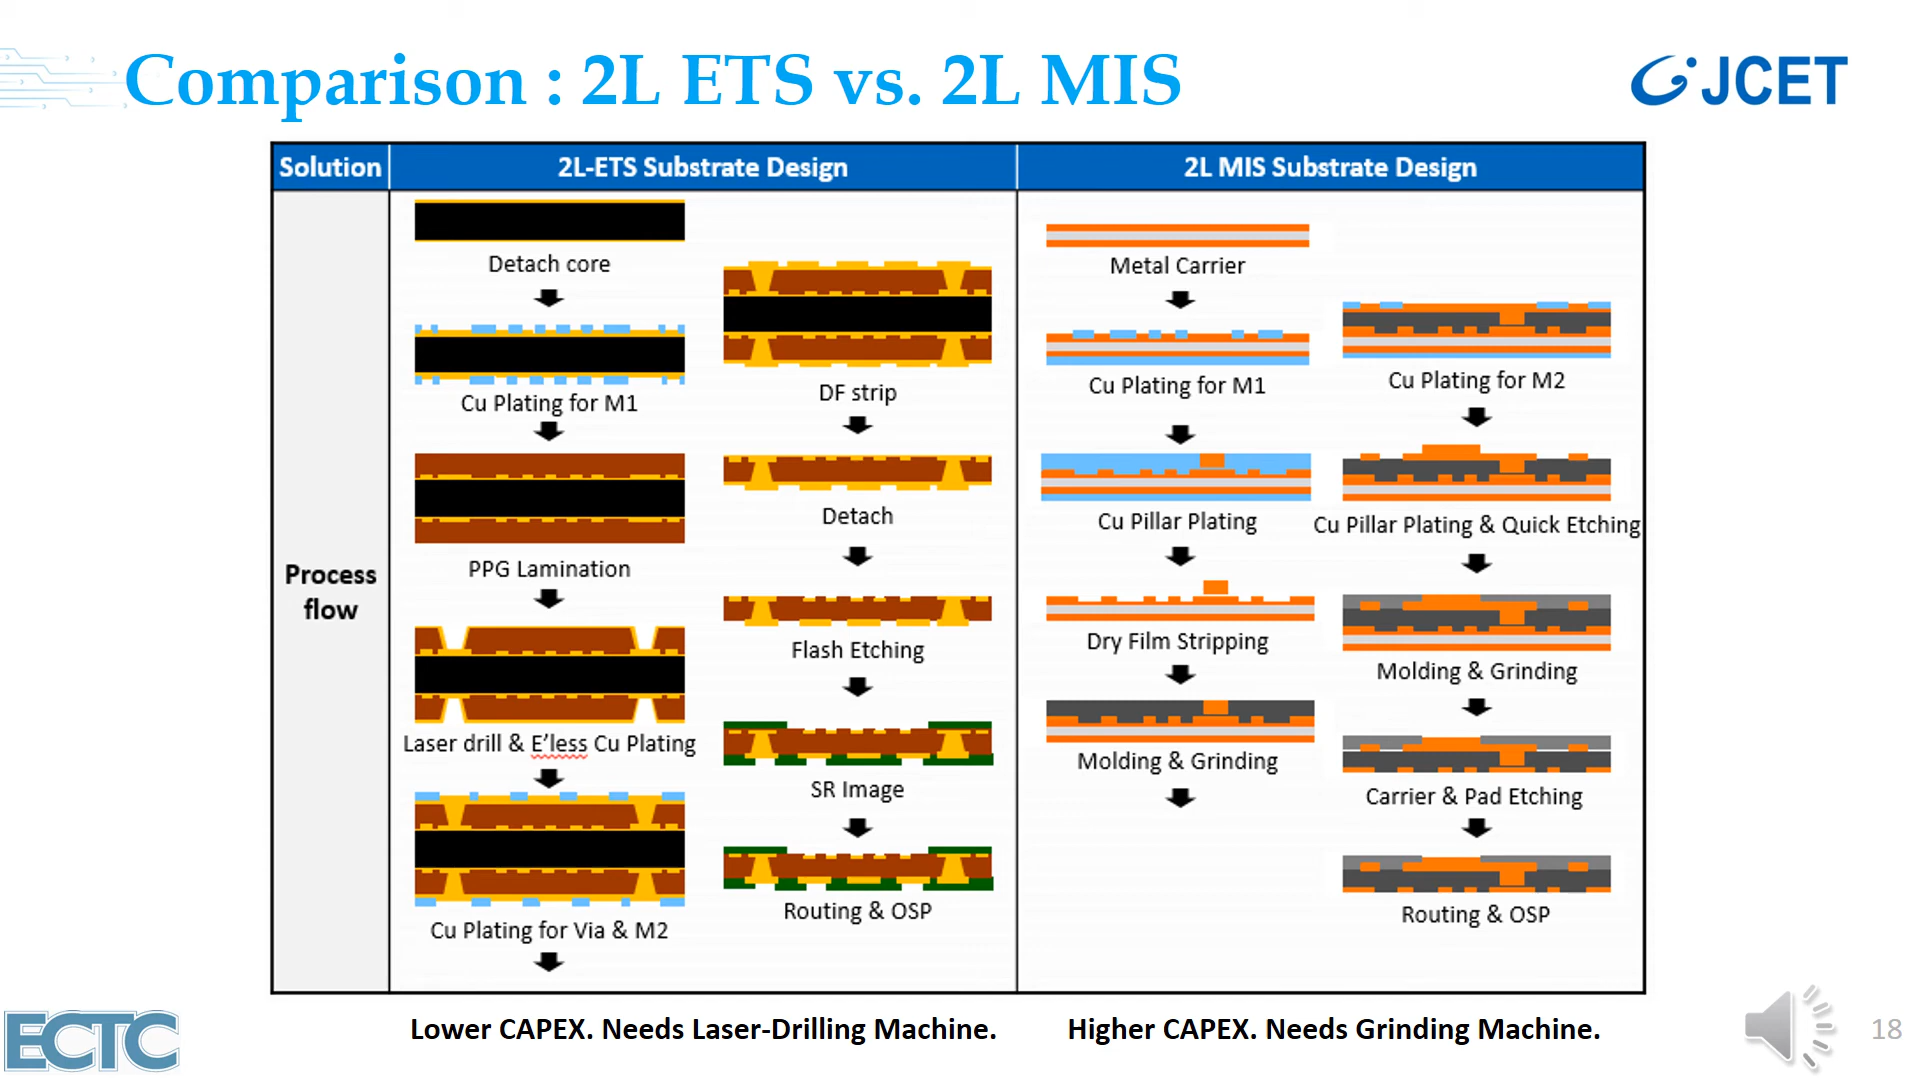 Comparison : 2L ETS vs. 2L MIS
JCET
Solution
2L-ETS Substrate Design
2L MIS Substrate Design
Process
flow
Detach core
Cu Plating for M1
PPG Lamination
Laser drill & E'less Cu Plating
Cu Plating for Via & M2
DF strip
Detach
Flash Etching
SR Image
Routing & OSP
Metal Carrier
Cu Plating for M1
Cu Pillar Plating
Dry Film Stripping
Molding & Grinding
Cu Plating for M2
Cu Pillar Plating & Quick Etching
Molding & Grinding
Carrier & Pad Etching
Routing & OSP
Lower CAPEX. Needs Laser-Drilling Machine.
Higher CAPEX. Needs Grinding Machine.
ECTC
18